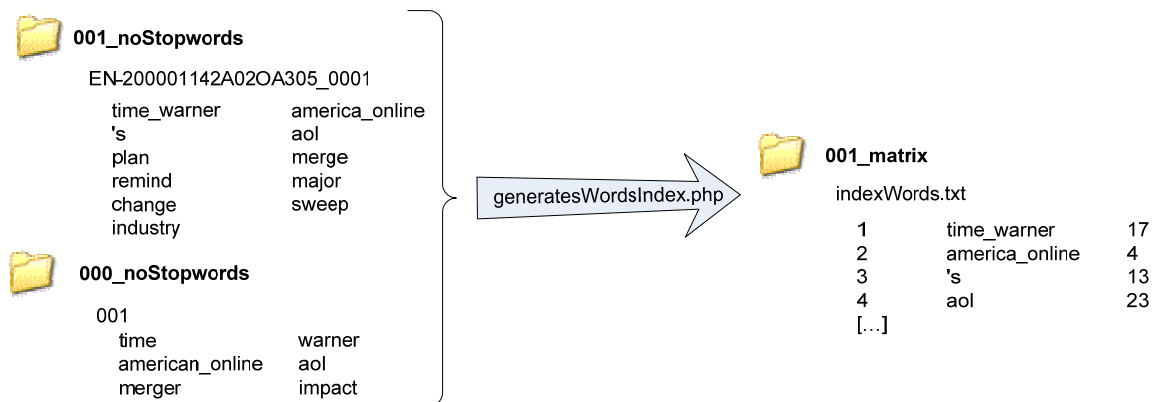 001_noStopwords
EN-200001142A02OA305_0001
time_warner america_online
's aol
plan merge
remind major
change sweep
industry
000_noStopwords
001
time warner
american_online aol
merger impact
generatesWordsIndex.php
001_matrix
indexWords.txt
1 time_warner 17
2 america_online 4
3 's 13
4 aol 23
[...]